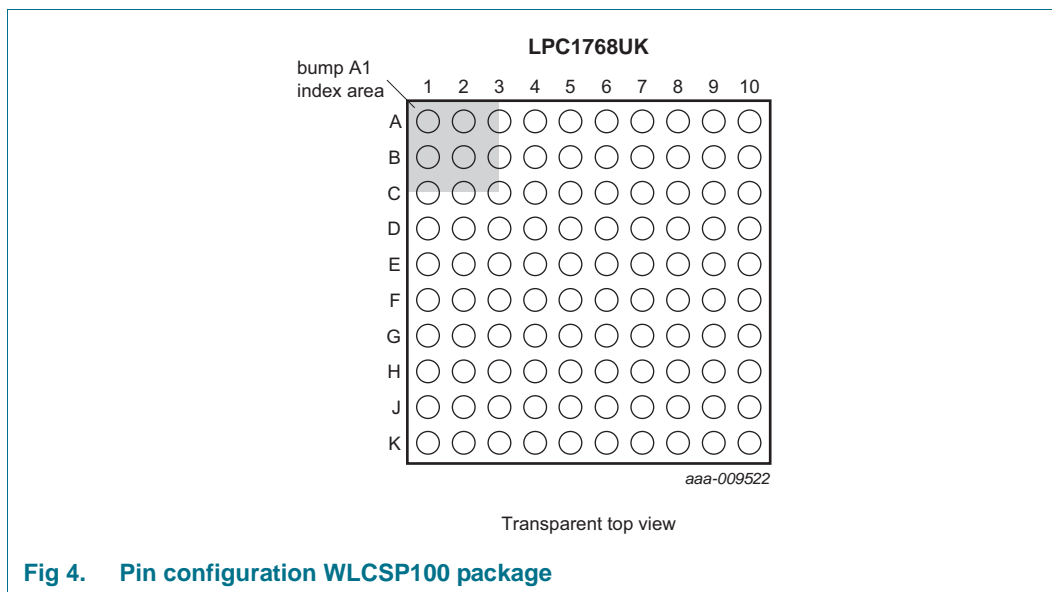 LPC1768UK
bump A1
index area
1 2 3 4 5 6 7 8 9 10
A
B
C
D
E
F
G
H
J
K
aaa-009522
Transparent top view
Fig 4. Pin configuration WLCSP100 package